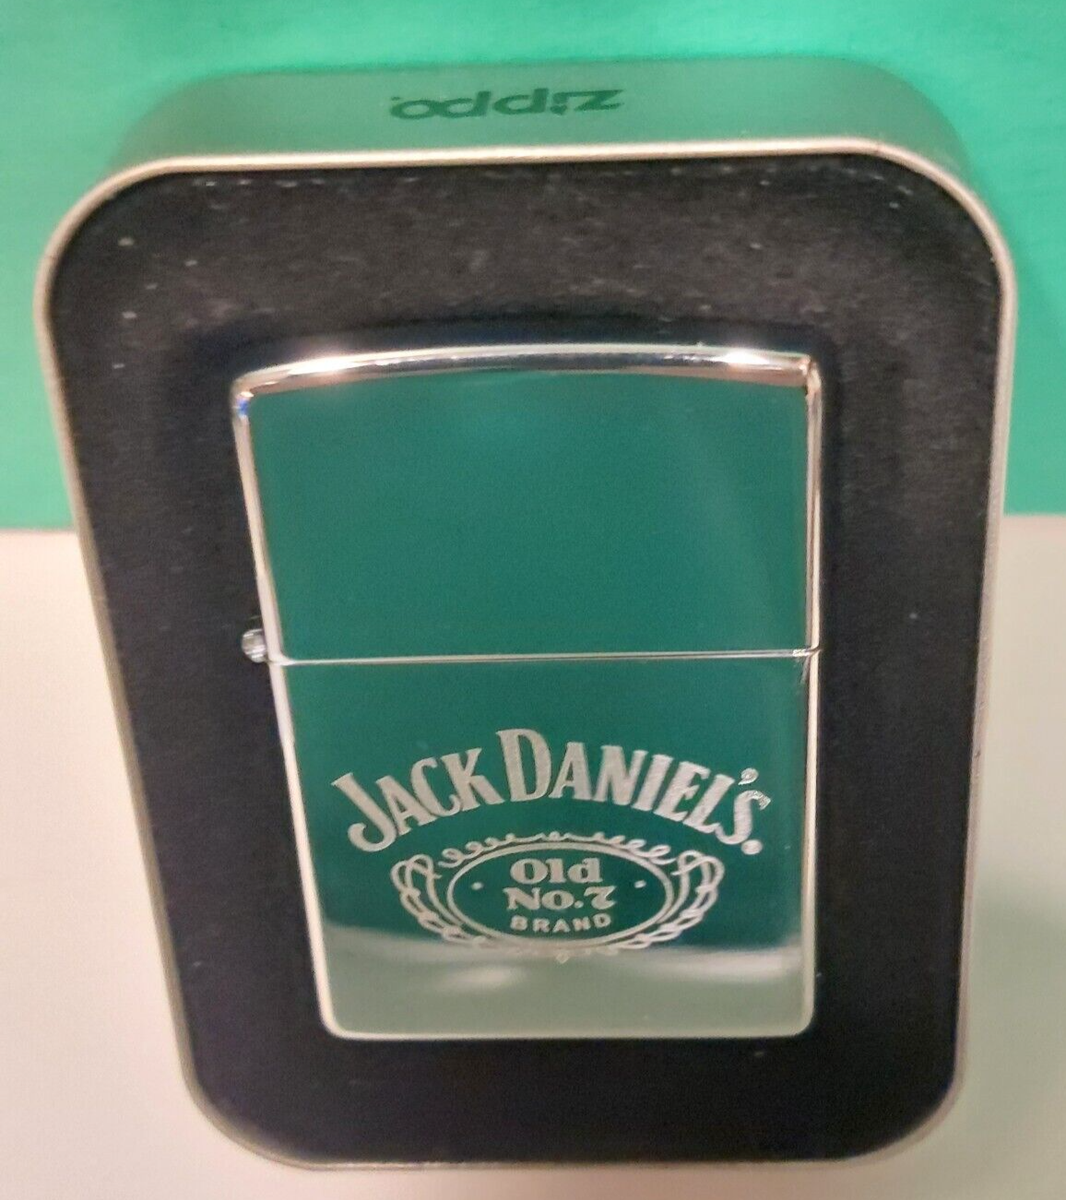 zippo
JACK DANIEL'S
Old
No.7
BRAND